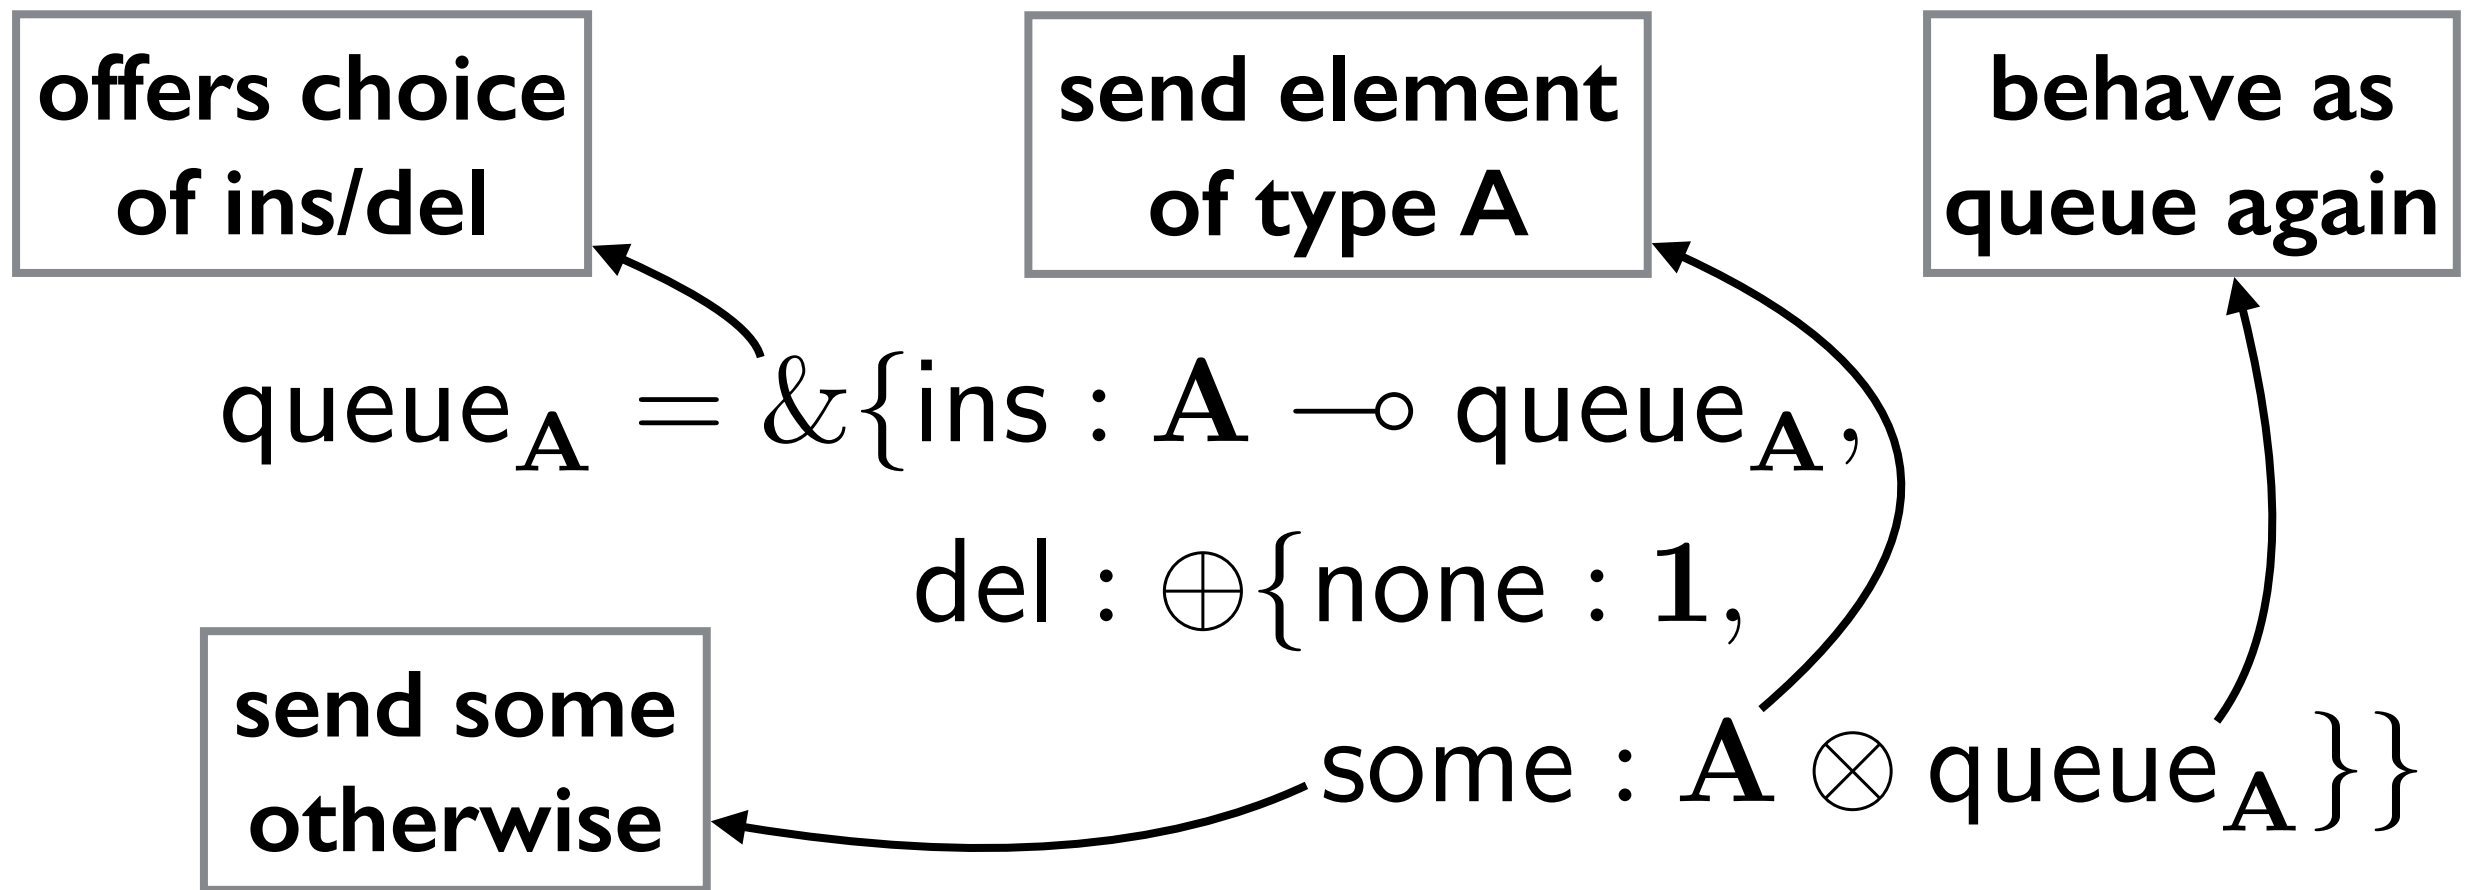 offers choice
of ins/del
send element
of type A
behave as
queue again
queue_A = &{ins : A ⊸ queue_A,
del : ⊕{none : 1,
some : A ⊗ queue_A}}
send some
otherwise